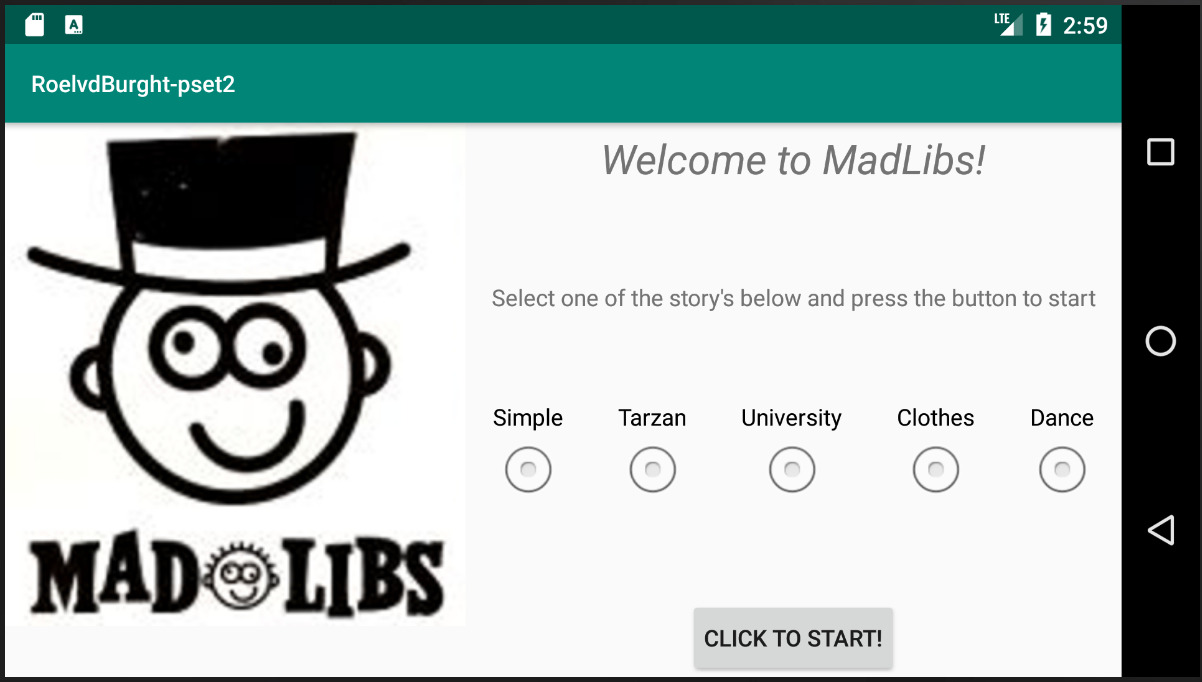 LTE 2:59
RoelvdBurght-pset2
Welcome to MadLibs!
Select one of the story's below and press the button to start
Simple Tarzan University Clothes Dance
MAD LIBS
CLICK TO START!